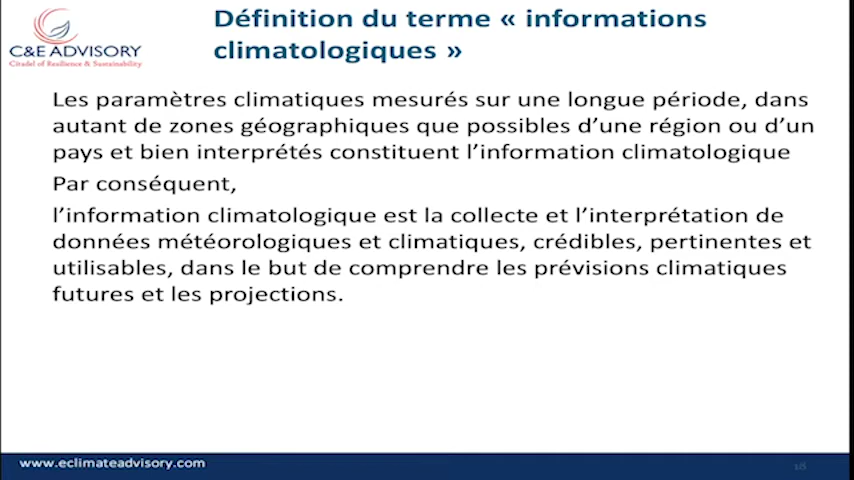 C&E ADVISORY
Citadel of Resilience & Sustainability
Définition du terme « informations
climatologiques »
Les paramètres climatiques mesurés sur une longue période, dans
autant de zones géographiques que possibles d’une région ou d’un
pays et bien interprétés constituent l’information climatologique
Par conséquent,
l’information climatologique est la collecte et l’interprétation de
données météorologiques et climatiques, crédibles, pertinentes et
utilisables, dans le but de comprendre les prévisions climatiques
futures et les projections.
www.eclimateadvisory.com
18